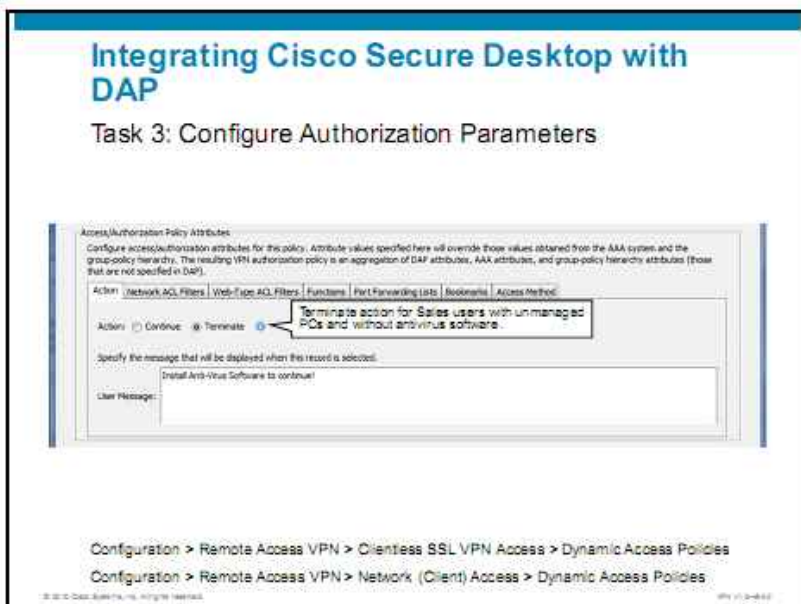 Integrating Cisco Secure Desktop with
DAP
Task 3: Configure Authorization Parameters
Access/Authorization Policy Attributes
Configure access/authorization attributes for this policy. Attribute values specified here will override those values obtained from the AAA system and the
group-policy hierarchy. The resulting VPN authorization policy is an aggregation of DAP attributes, AAA attributes, and group-policy hierarchy attributes (those
that are not specified in DAP).
Action Network ACL Filters Web-Type ACL Filters Functions Port Forwarding Lists Bookmarks Access Method
Action: Continue Terminate
Terminate action for Sales users with unmanaged
PCs and without antivirus software.
Specify the message that will be displayed when this record is selected.
User Message:
Install Anti-Virus Software to continue!
Configuration > Remote Access VPN > Clientless SSL VPN Access > Dynamic Access Policies
Configuration > Remote Access VPN > Network (Client) Access > Dynamic Access Policies
© 2010 Cisco Systems, Inc. All rights reserved.